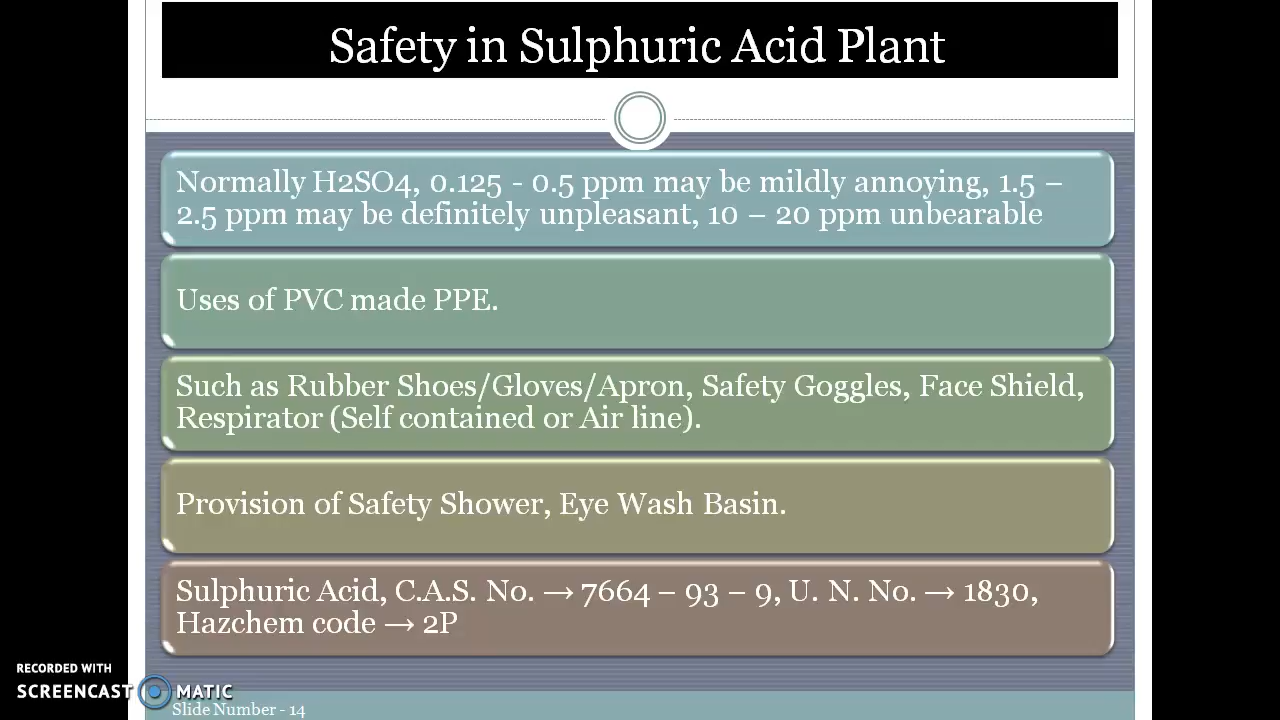 Safety in Sulphuric Acid Plant
Normally H2SO4, 0.125 - 0.5 ppm may be mildly annoying, 1.5 –
2.5 ppm may be definitely unpleasant, 10 – 20 ppm unbearable
Uses of PVC made PPE.
Such as Rubber Shoes/Gloves/Apron, Safety Goggles, Face Shield,
Respirator (Self contained or Air line).
Provision of Safety Shower, Eye Wash Basin.
Sulphuric Acid, C.A.S. No. → 7664 – 93 – 9, U. N. No. → 1830,
Hazchem code → 2P
RECORDED WITH
SCREENCAST MATIC
Slide Number - 14